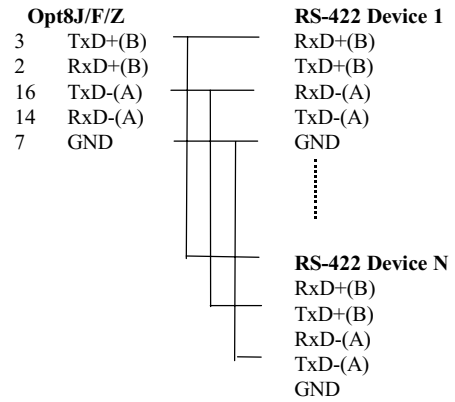 Opt8J/F/Z RS-422 Device 1
3 TxD+(B) RxD+(B)
2 RxD+(B) TxD+(B)
16 TxD-(A) RxD-(A)
14 RxD-(A) TxD-(A)
7 GND GND
RS-422 Device N
RxD+(B)
TxD+(B)
RxD-(A)
TxD-(A)
GND